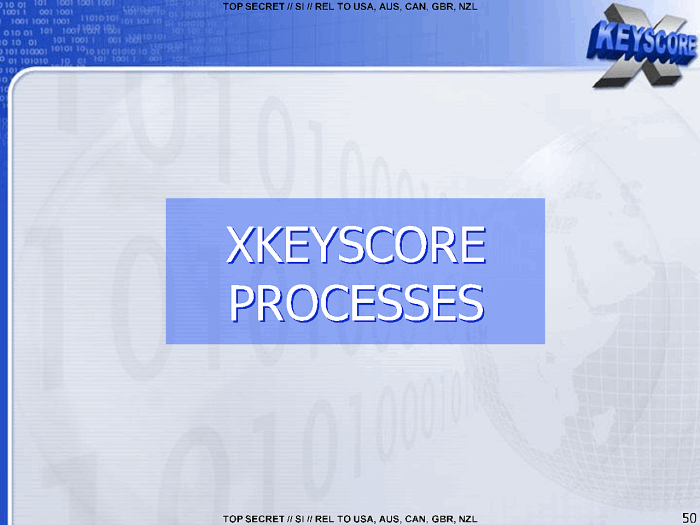 TOP SECRET // SI // REL TO USA, AUS, CAN, GBR, NZL
XKEYSCORE
XKEYSCORE
PROCESSES
TOP SECRET // SI // REL TO USA, AUS, CAN, GBR, NZL
50